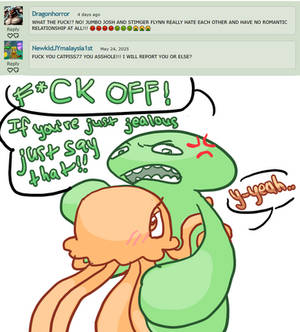 Dragonhorror 4 days ago
WHAT THE FUCK!? NO! JUMBO JOSH AND STINGER FLYNN REALLY HATE EACH OTHER AND HAVE NO ROMANTIC
RELATIONSHIP AT ALL!!!
Reply
NewkidJYmalaysia1st May 24, 2025
FUCK YOU CATPISS77 YOU ASSHOLE!!!! I WILL REPORT YOU OR ELSE?
Reply
F*CK OFF!
If you're just jealous
just say
that!!
y-yeah...